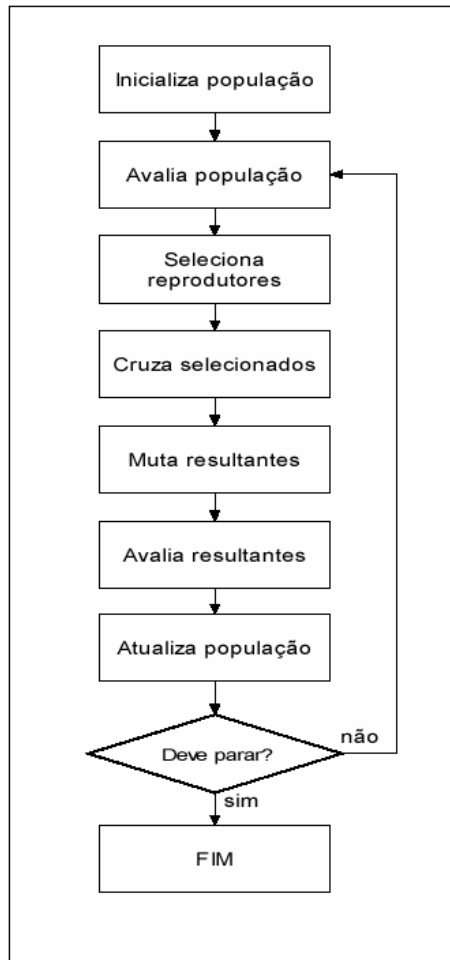 Inicializa população
Avalia população
Seleciona
reprodutores
Cruza selecionados
Muta resultantes
Avalia resultantes
Atualiza população
Deve parar?
não
sim
FIM